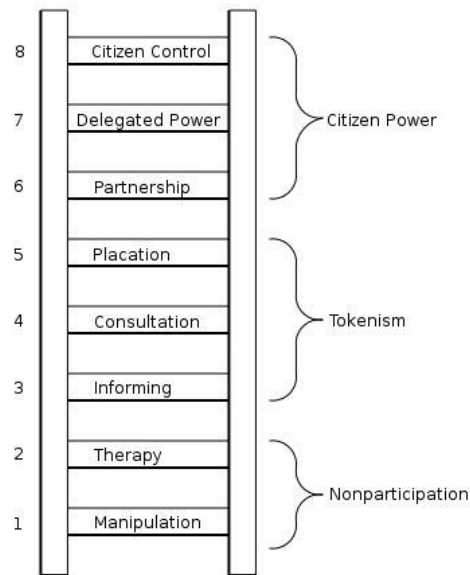 8 Citizen Control
7 Delegated Power
Citizen Power
6 Partnership
5 Placation
4 Consultation
Tokenism
3 Informing
2 Therapy
Nonparticipation
1 Manipulation